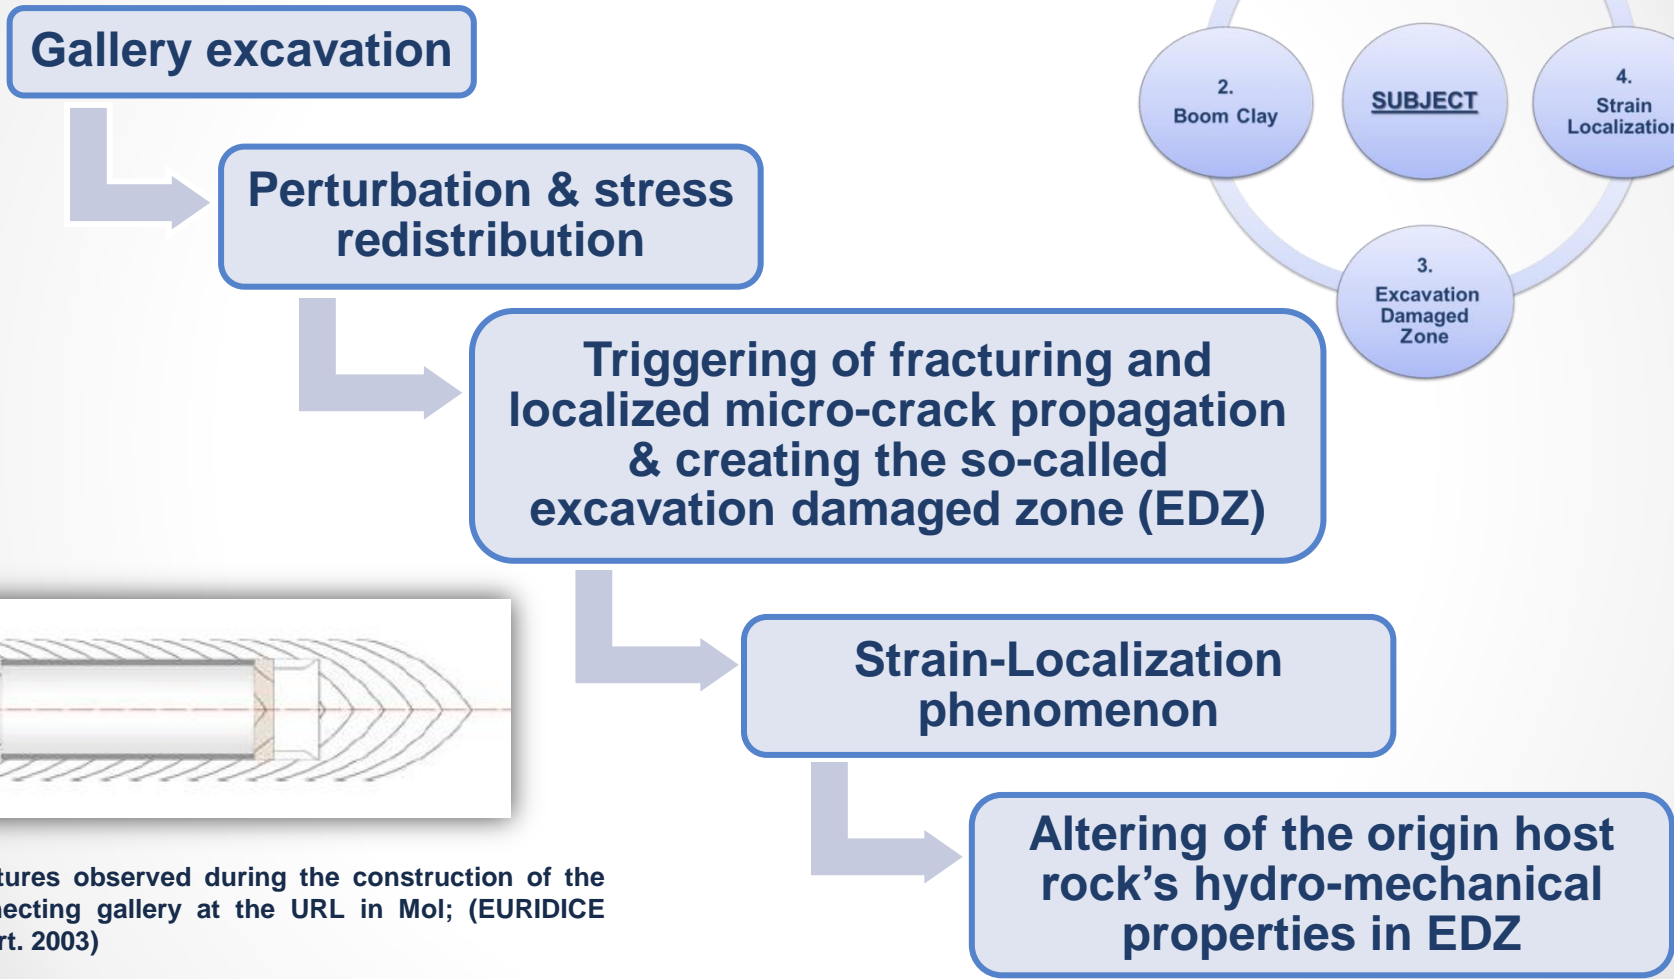 Gallery excavation
2.
Boom Clay
SUBJECT
4.
Strain
Localization
Perturbation & stress
redistribution
3.
Excavation
Damaged
Zone
Triggering of fracturing and
localized micro-crack propagation
& creating the so-called
excavation damaged zone (EDZ)
Strain-Localization
phenomenon
Altering of the origin host
rock's hydro-mechanical
properties in EDZ
tures observed during the construction of the
necting gallery at the URL in Mol; (EURIDICE
rt. 2003)